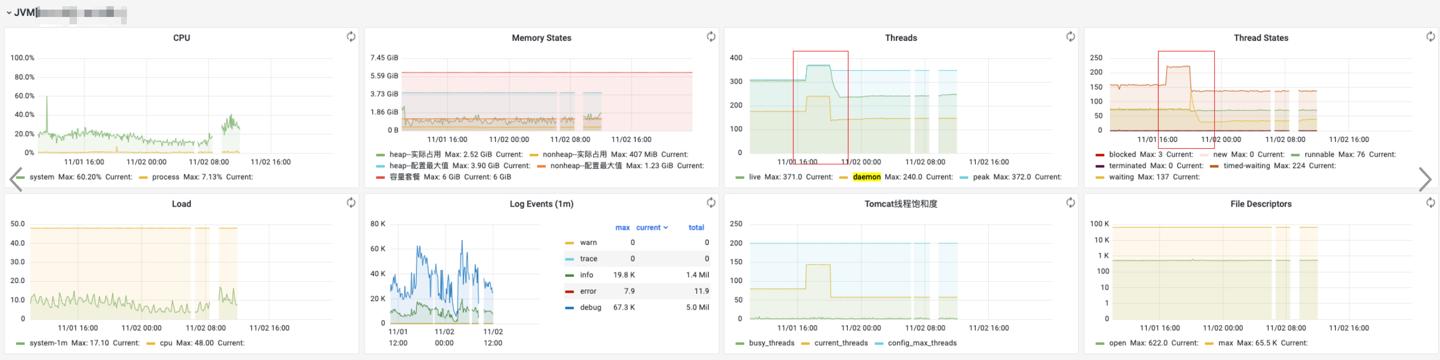 JVM
CPU
100.0%
80.0%
60.0%
40.0%
20.0%
0%
11/01 16:00 11/02 00:00 11/02 08:00 11/02 16:00
system Max: 60.20% Current: process Max: 7.13% Current:
Memory States
7.45 GiB
5.59 GiB
3.73 GiB
1.86 GiB
0 B
11/01 16:00 11/02 00:00 11/02 08:00 11/02 16:00
heap--实际占用 Max: 2.52 GiB Current: nonheap--实际占用 Max: 407 MiB Current:
heap--配置最大值 Max: 3.90 GiB Current: nonheap--配置最大值 Max: 1.23 GiB Current:
容量套餐 Max: 6 GiB Current: 6 GiB
Threads
400
300
200
100
0
11/01 16:00 11/02 00:00 11/02 08:00 11/02 16:00
live Max: 371.0 Current: daemon Max: 240.0 Current: peak Max: 372.0 Current:
Thread States
250
200
150
100
50
0
11/01 16:00 11/02 00:00 11/02 08:00 11/02 16:00
blocked Max: 3 Current: new Max: 0 Current: runnable Max: 76 Current:
terminated Max: 0 Current: timed-waiting Max: 224 Current:
waiting Max: 137 Current:
Load
50.0
40.0
30.0
20.0
10.0
0
11/01 16:00 11/02 00:00 11/02 08:00 11/02 16:00
system-1m Max: 17.10 Current: cpu Max: 48.00 Current:
Log Events (1m)
80 K
60 K
40 K
20 K
0
11/01 11/02 11/02
12:00 00:00 12:00
max current total
warn 0 0
trace 0 0
info 19.8 K 1.4 Mil
error 7.9 11.9
debug 67.3 K 5.0 Mil
Tomcat线程饱和度
250
200
150
100
50
0
11/01 16:00 11/02 00:00 11/02 08:00 11/02 16:00
busy_threads current_threads config_max_threads
File Descriptors
100 K
10 K
1 K
100
10
1
0
11/01 16:00 11/02 00:00 11/02 08:00 11/02 16:00
open Max: 622.0 Current: max Max: 65.5 K Current: